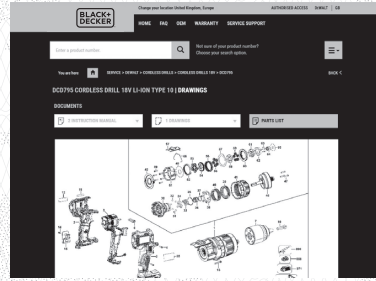 BLACK+
DECKER
Change your location United Kingdom, Europe
AUTHORISED ACCESS DEWALT | GB
HOME FAQ OEM WARRANTY SERVICE SUPPORT
Enter a product number.
Not sure of your product number?
Choose your search option.
You are here
SERVICE > DEWALT > CORDLESS DRILLS > CORDLESS DRILLS 18V > DCD795
BACK <
DCD795 CORDLESS DRILL 18V LI-ION TYPE 10 | DRAWINGS
DOCUMENTS
INSTRUCTION MANUAL
DRAWINGS
PARTS LIST